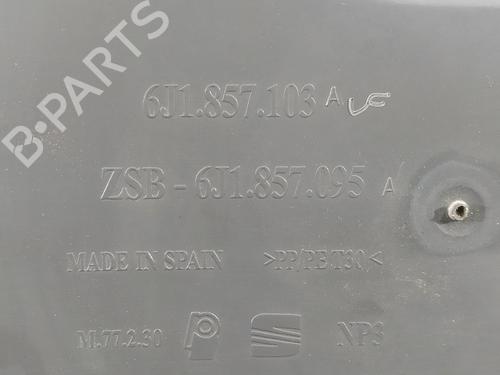 B-PARTS
6J1.857.103 A
ZSB - 6J1.857.095 A
MADE IN SPAIN >PP/PE T30<
M.77.2.30 NP3